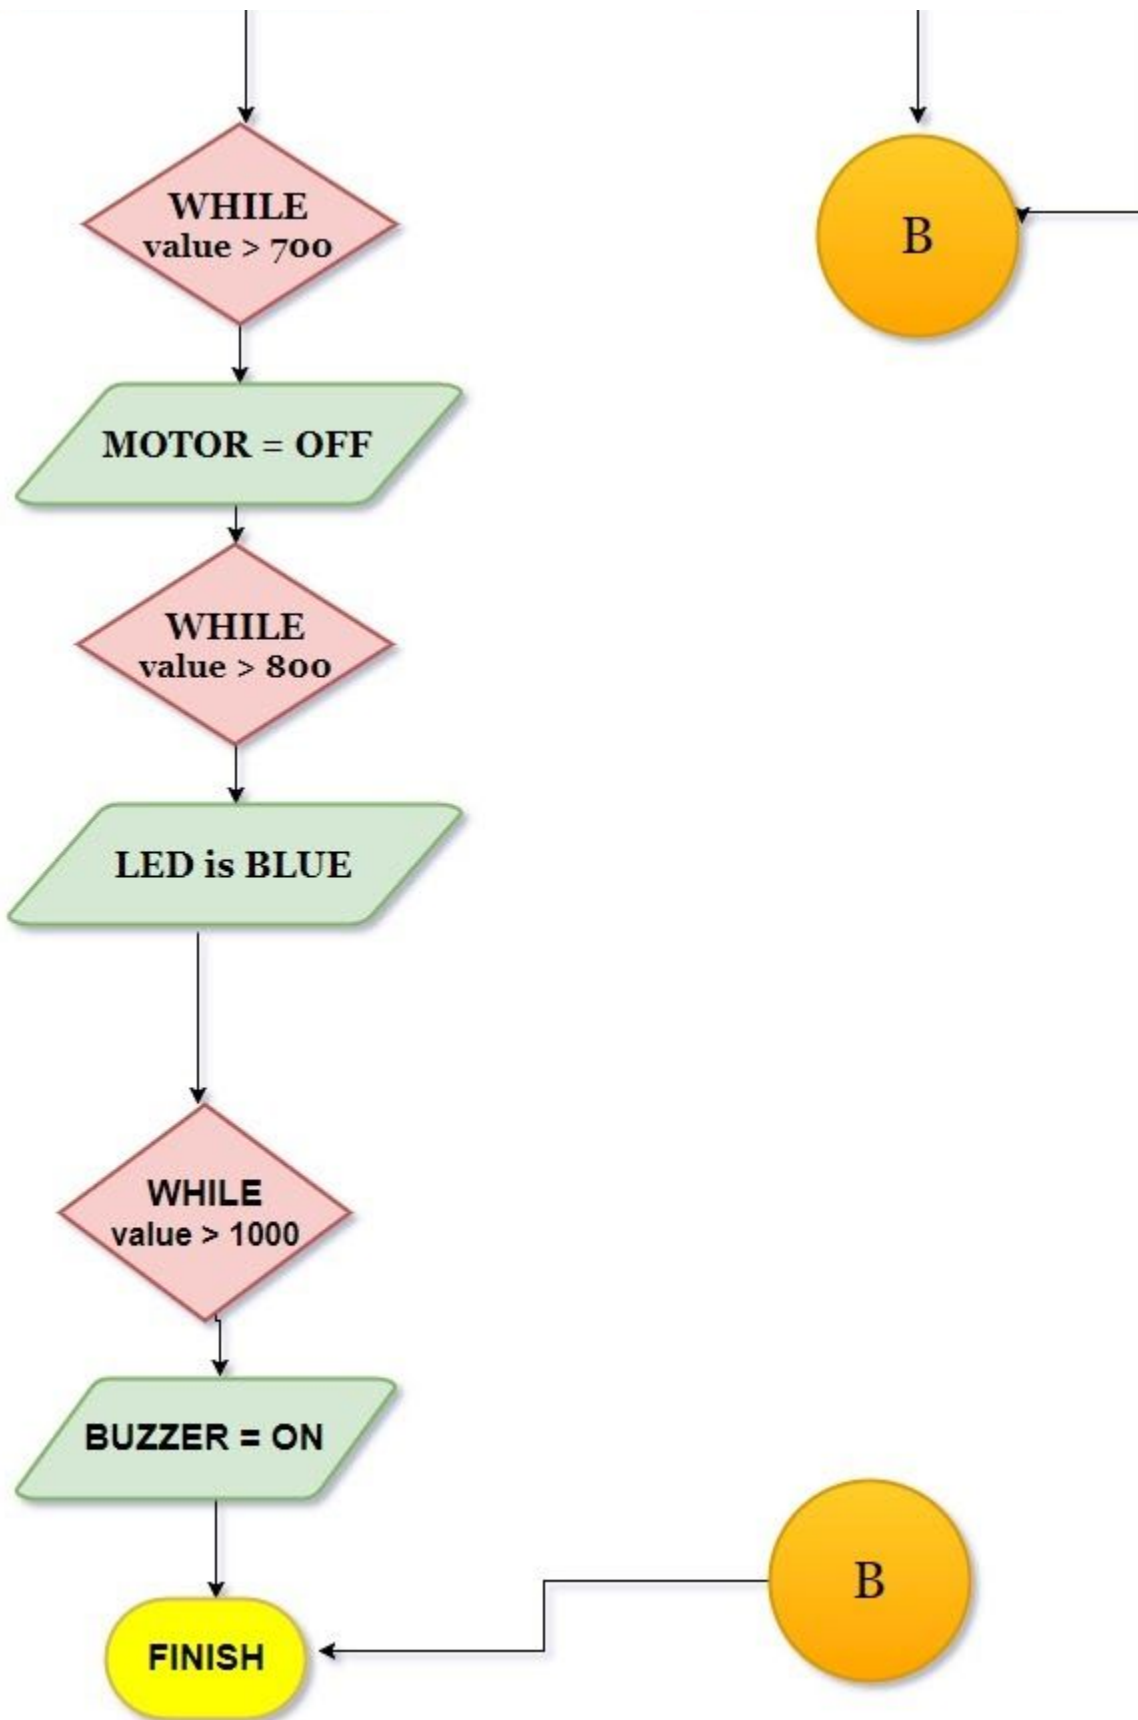 WHILE
value > 700
B
MOTOR = OFF
WHILE
value > 800
LED is BLUE
WHILE
value > 1000
BUZZER = ON
B
FINISH